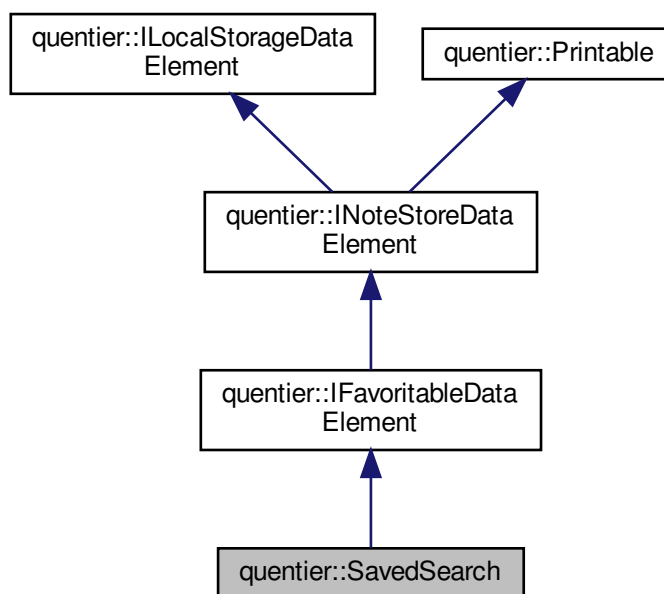 quentier::ILocalStorageData
Element
quentier::Printable
quentier::INoteStoreData
Element
quentier::IFavoritableData
Element
quentier::SavedSearch